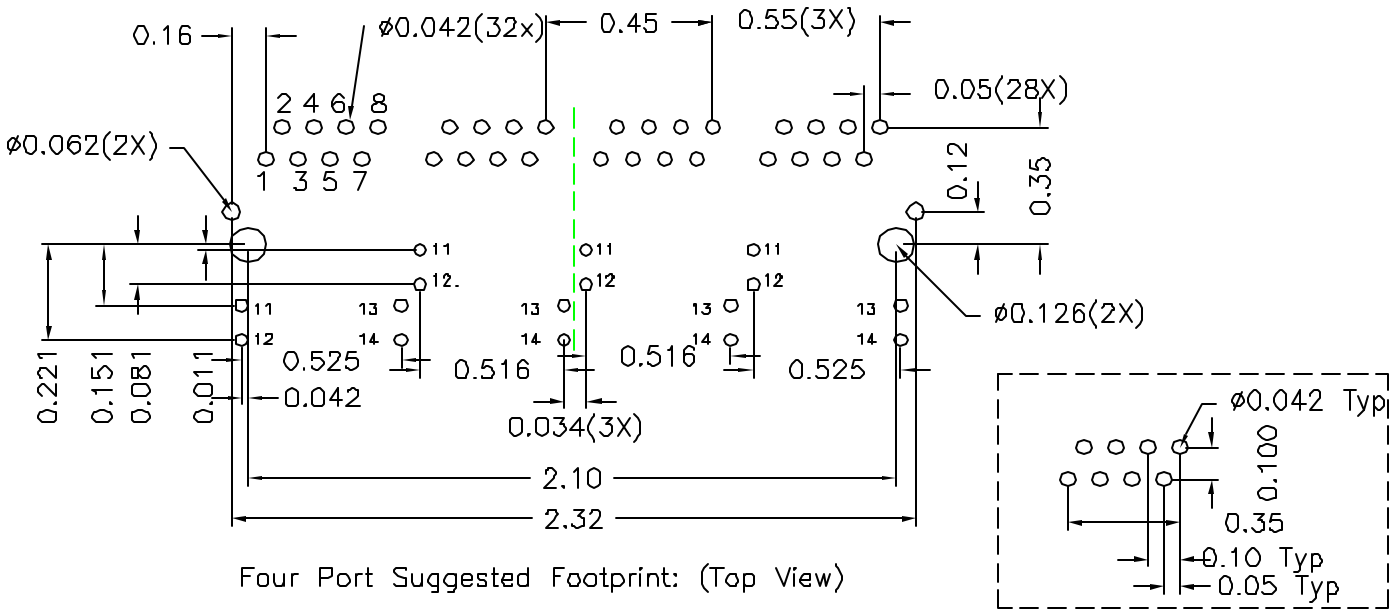 0.16
ø0.042(32x)
0.45
0.55(3X)
0.05(28X)
2 4 6 8
ø0.062(2X)
1 3 5 7
0.12
0.35
11
11
11
12.
12
12
11
13
13
13
12
14
14
14
ø0.126(2X)
0.525
0.516
0.516
0.525
0.221
0.151
0.081
0.011
0.042
0.034(3X)
2.10
2.32
ø0.042 Typ
0.100
0.35
0.10 Typ
0.05 Typ
Four Port Suggested Footprint: (Top View)